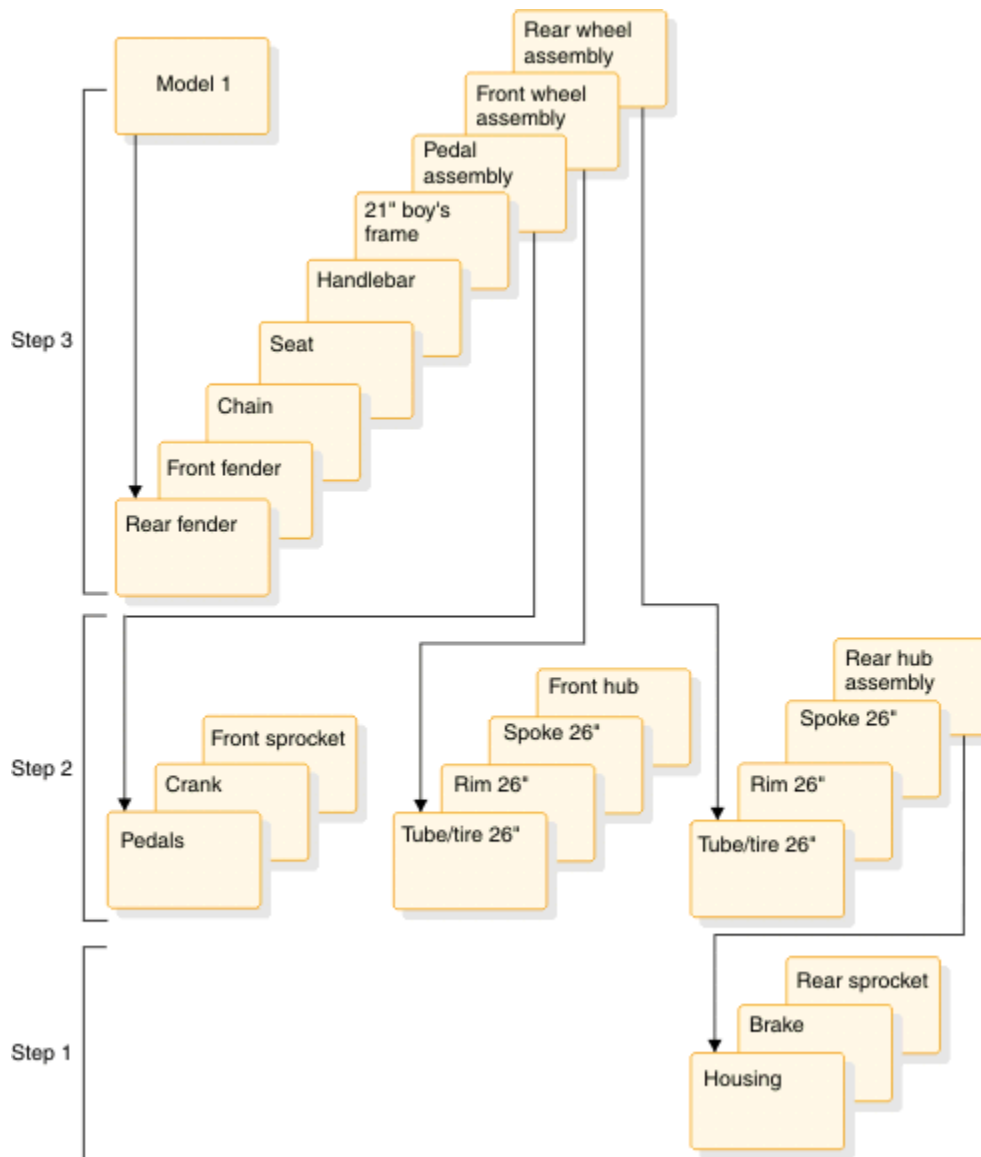 Rear wheel
assembly
Model 1
Front wheel
assembly
Pedal
assembly
21" boy's
frame
Handlebar
Step 3
Seat
Chain
Front fender
Rear fender
Rear hub
assembly
Front hub
Spoke 26"
Front sprocket
Spoke 26"
Step 2
Crank
Rim 26"
Rim 26"
Pedals
Tube/tire 26"
Tube/tire 26"
Rear sprocket
Brake
Step 1
Housing